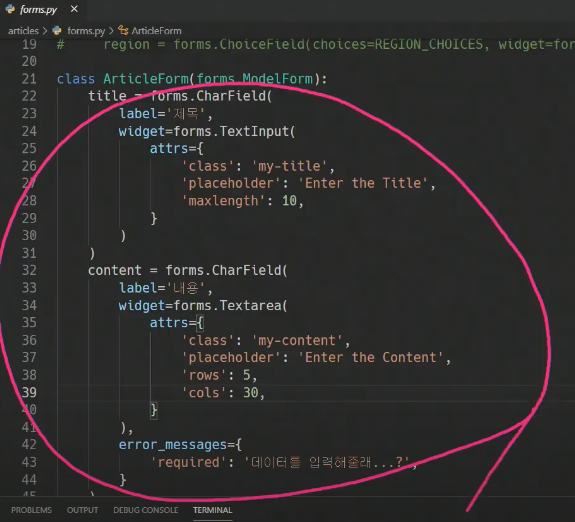 forms.py ×
articles > forms.py > ArticleForm
19 #     region = forms.ChoiceField(choices=REGION_CHOICES, widget=for
20
21 class ArticleForm(forms.ModelForm):
22     title = forms.CharField(
23         label='제목',
24         widget=forms.TextInput(
25             attrs={
26                 'class': 'my-title',
27                 'placeholder': 'Enter the Title',
28                 'maxlength': 10,
29             }
30         )
31     )
32     content = forms.CharField(
33         label='내용',
34         widget=forms.Textarea(
35             attrs={
36                 'class': 'my-content',
37                 'placeholder': 'Enter the Content',
38                 'rows': 5,
39                 'cols': 30,
40             }
41         ),
42         error_messages={
43             'required': '데이터를 입력해줄래...?',
44         }
45     )
PROBLEMS OUTPUT DEBUG CONSOLE TERMINAL